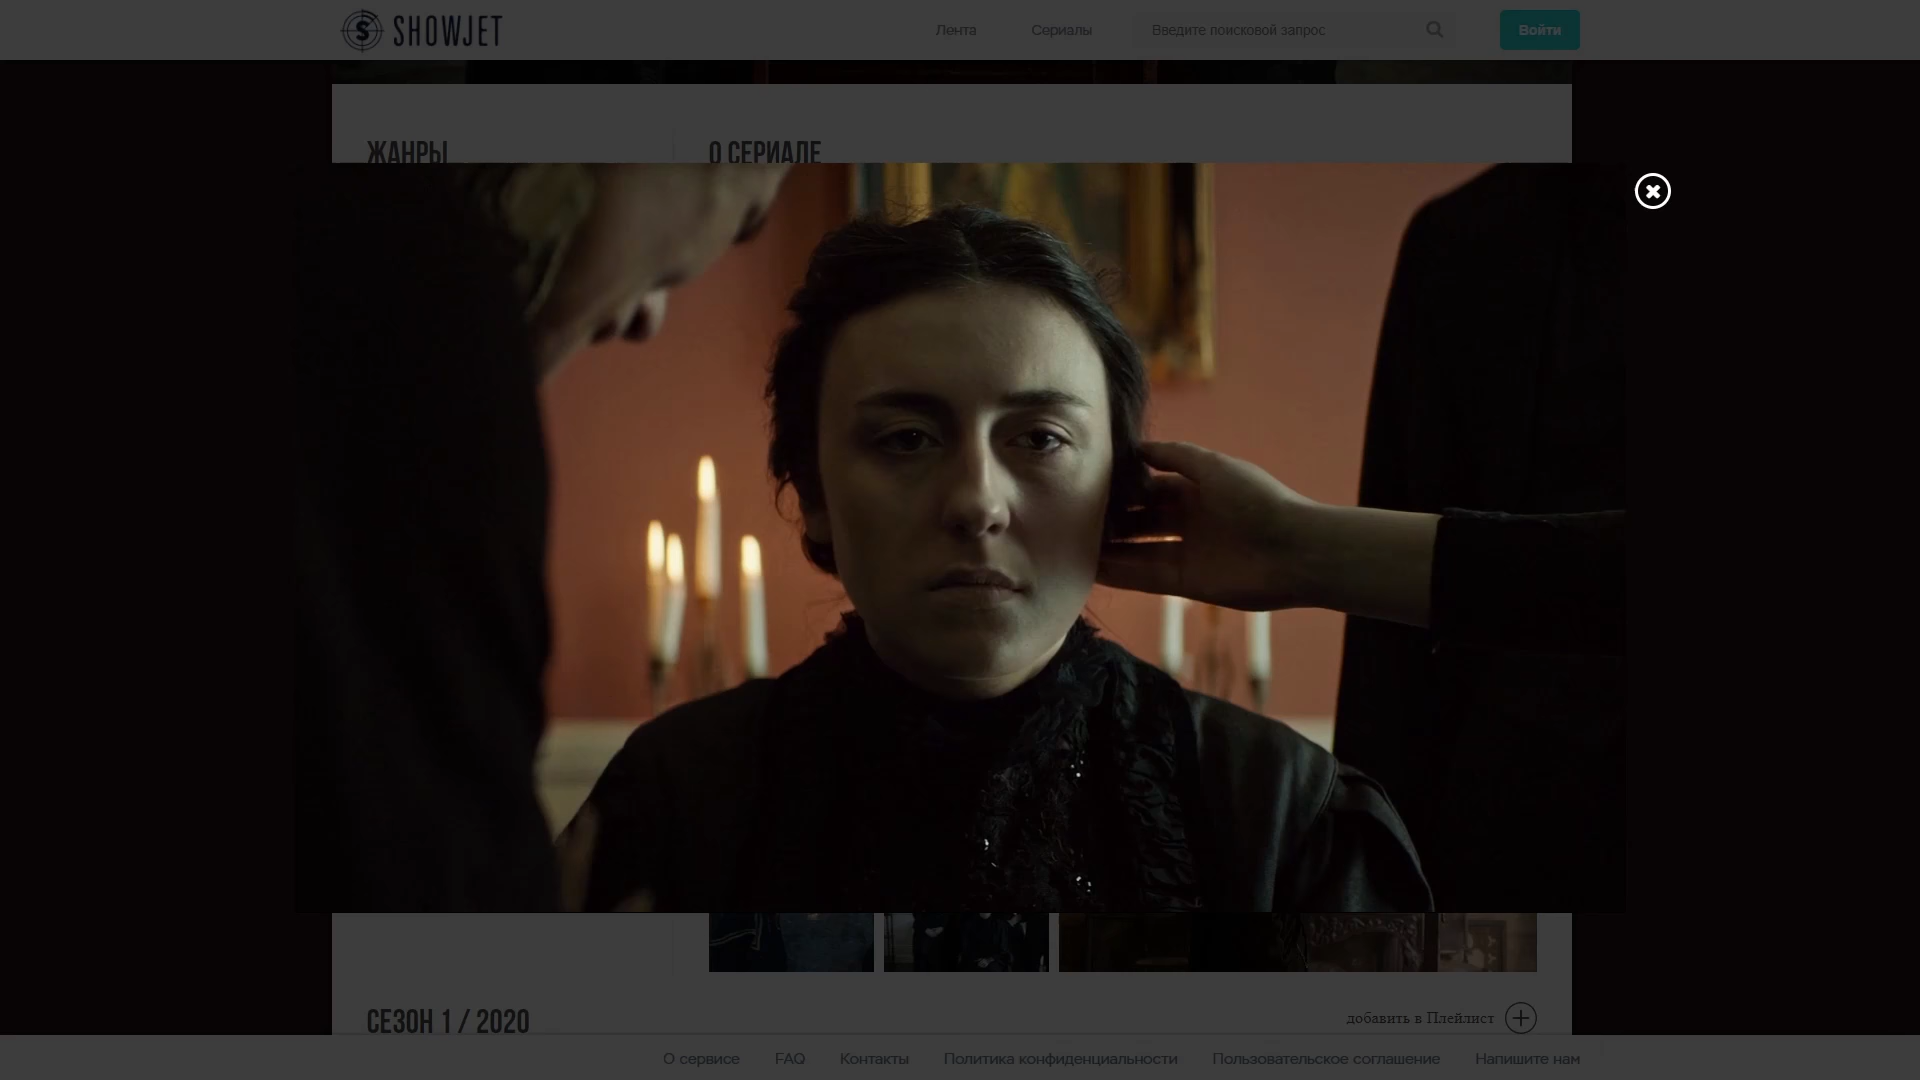 SHOWJET
Лента
Сериалы
Введите поисковой запрос
Войти
ЖАНРЫ
О СЕРИАЛЕ
СЕЗОН 1 / 2020
добавить в Плейлист
О сервисе
FAQ
Контакты
Политика конфиденциальности
Пользовательское соглашение
Напишите нам